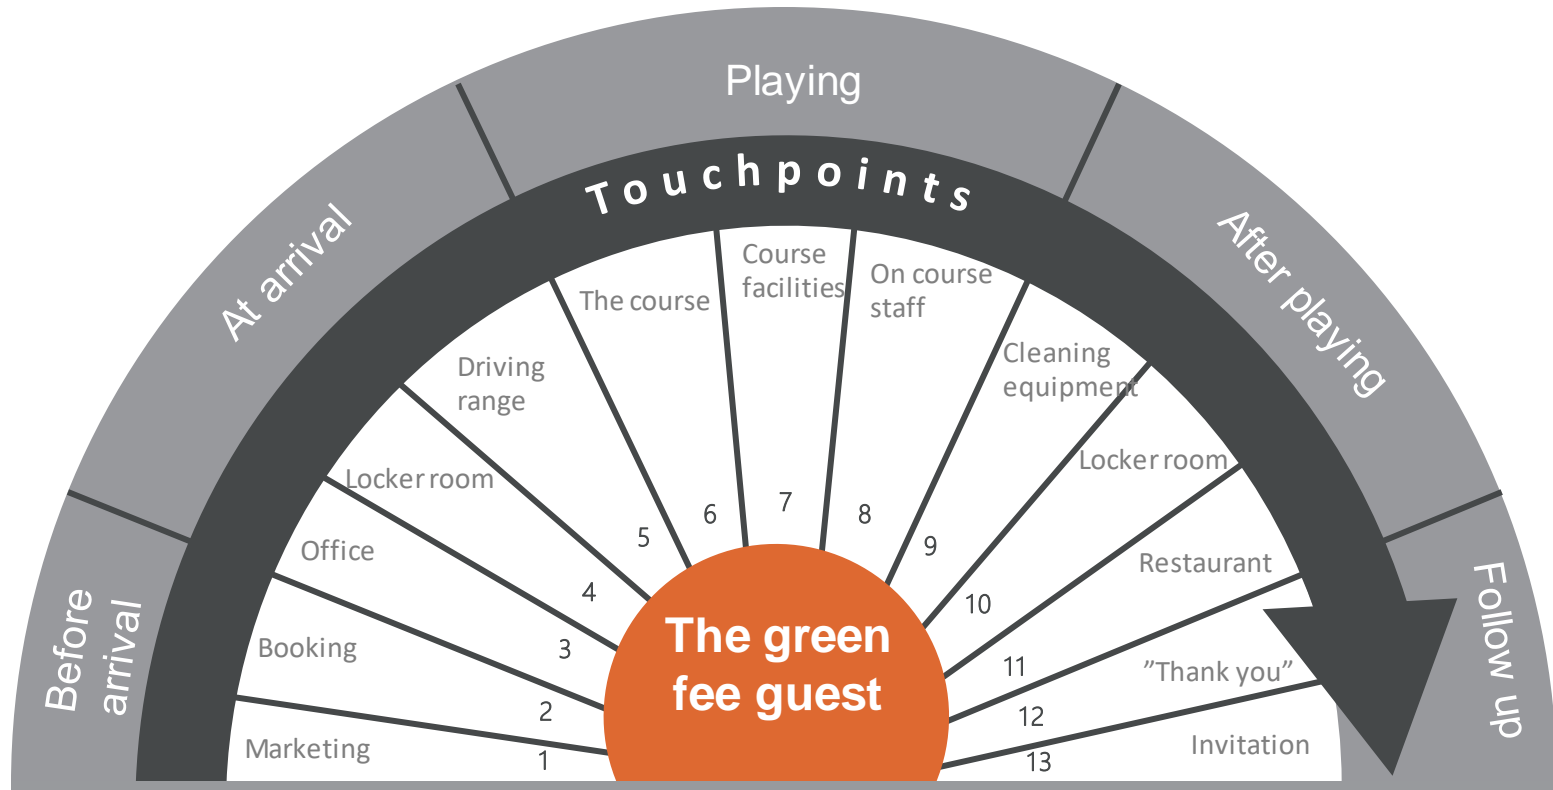 Playing
Touchpoints
At arrival
After playing
Before
arrival
Follow up
Marketing
1
Booking
2
Office
3
Locker room
4
Driving
range
5
The course
6
Course
facilities
7
On course
staff
8
Cleaning
equipment
9
Locker room
10
Restaurant
11
”Thank you”
12
Invitation
13
The green
fee guest